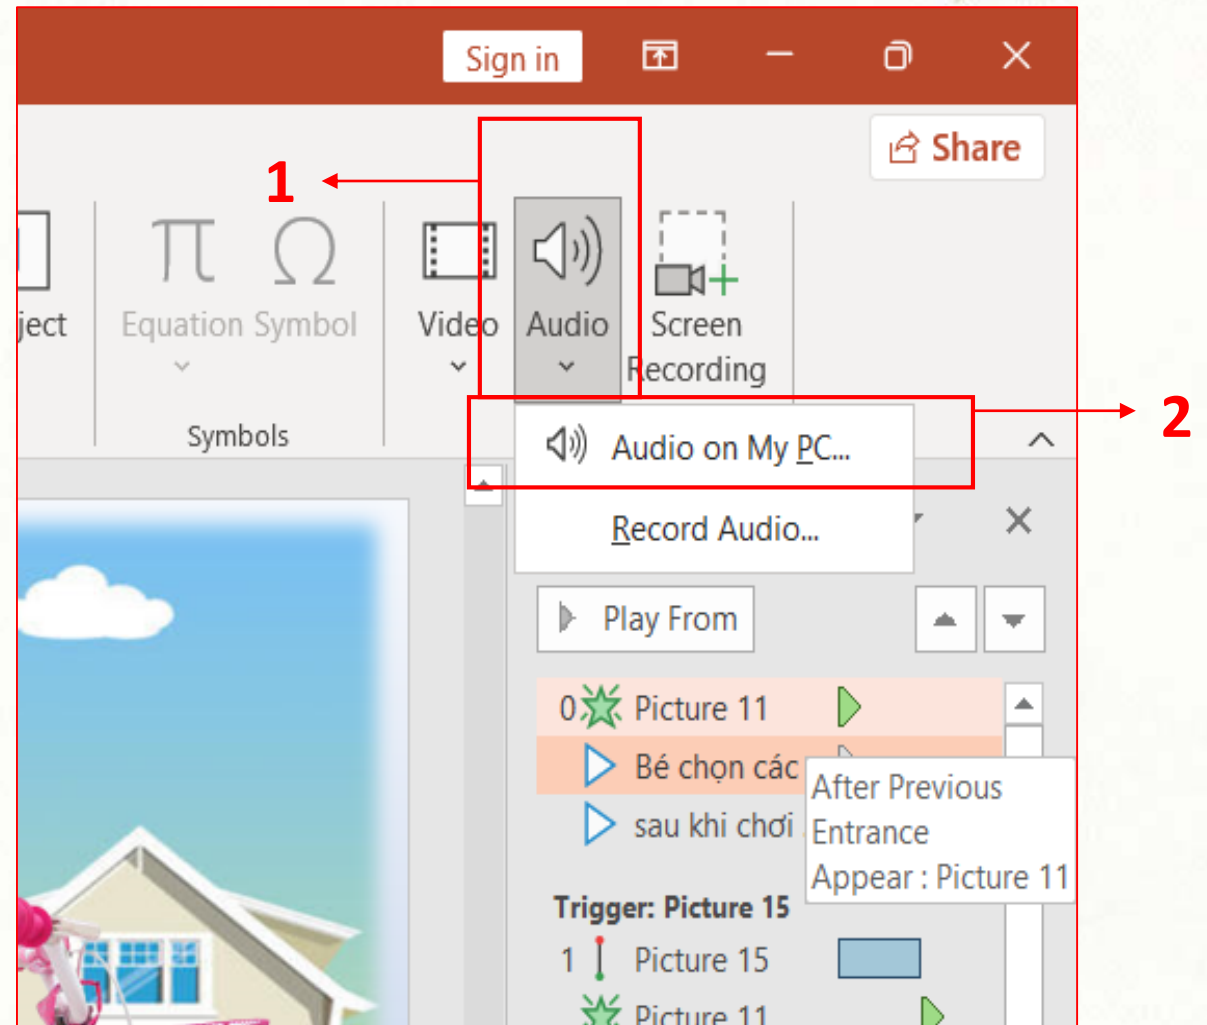 Sign in
Share
1
ject
Equation
Symbol
Video
Audio
Screen
Recording
Symbols
2
Audio on My PC...
Record Audio...
Play From
0 Picture 11
Bé chọn các
sau khi chơi
After Previous
Entrance
Appear : Picture 11
Trigger: Picture 15
1 Picture 15
Picture 11